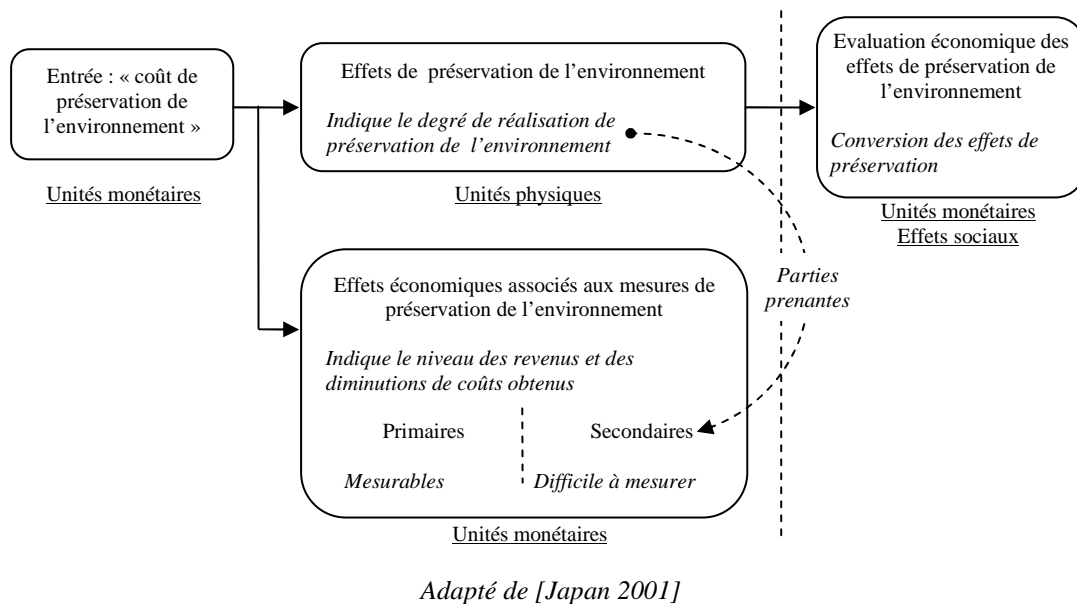 Entrée : « coût de
préservation de
l’environnement »
Unités monétaires
Effets de préservation de l’environnement
Indique le degré de réalisation de
préservation de l’environnement
Unités physiques
Evaluation économique des
effets de préservation de
l’environnement
Conversion des effets de
préservation
Unités monétaires
Effets sociaux
Parties
prenantes
Effets économiques associés aux mesures de
préservation de l’environnement
Indique le niveau des revenus et des
diminutions de coûts obtenus
Primaires
Secondaires
Mesurables
Difficile à mesurer
Unités monétaires
Adapté de [Japan 2001]